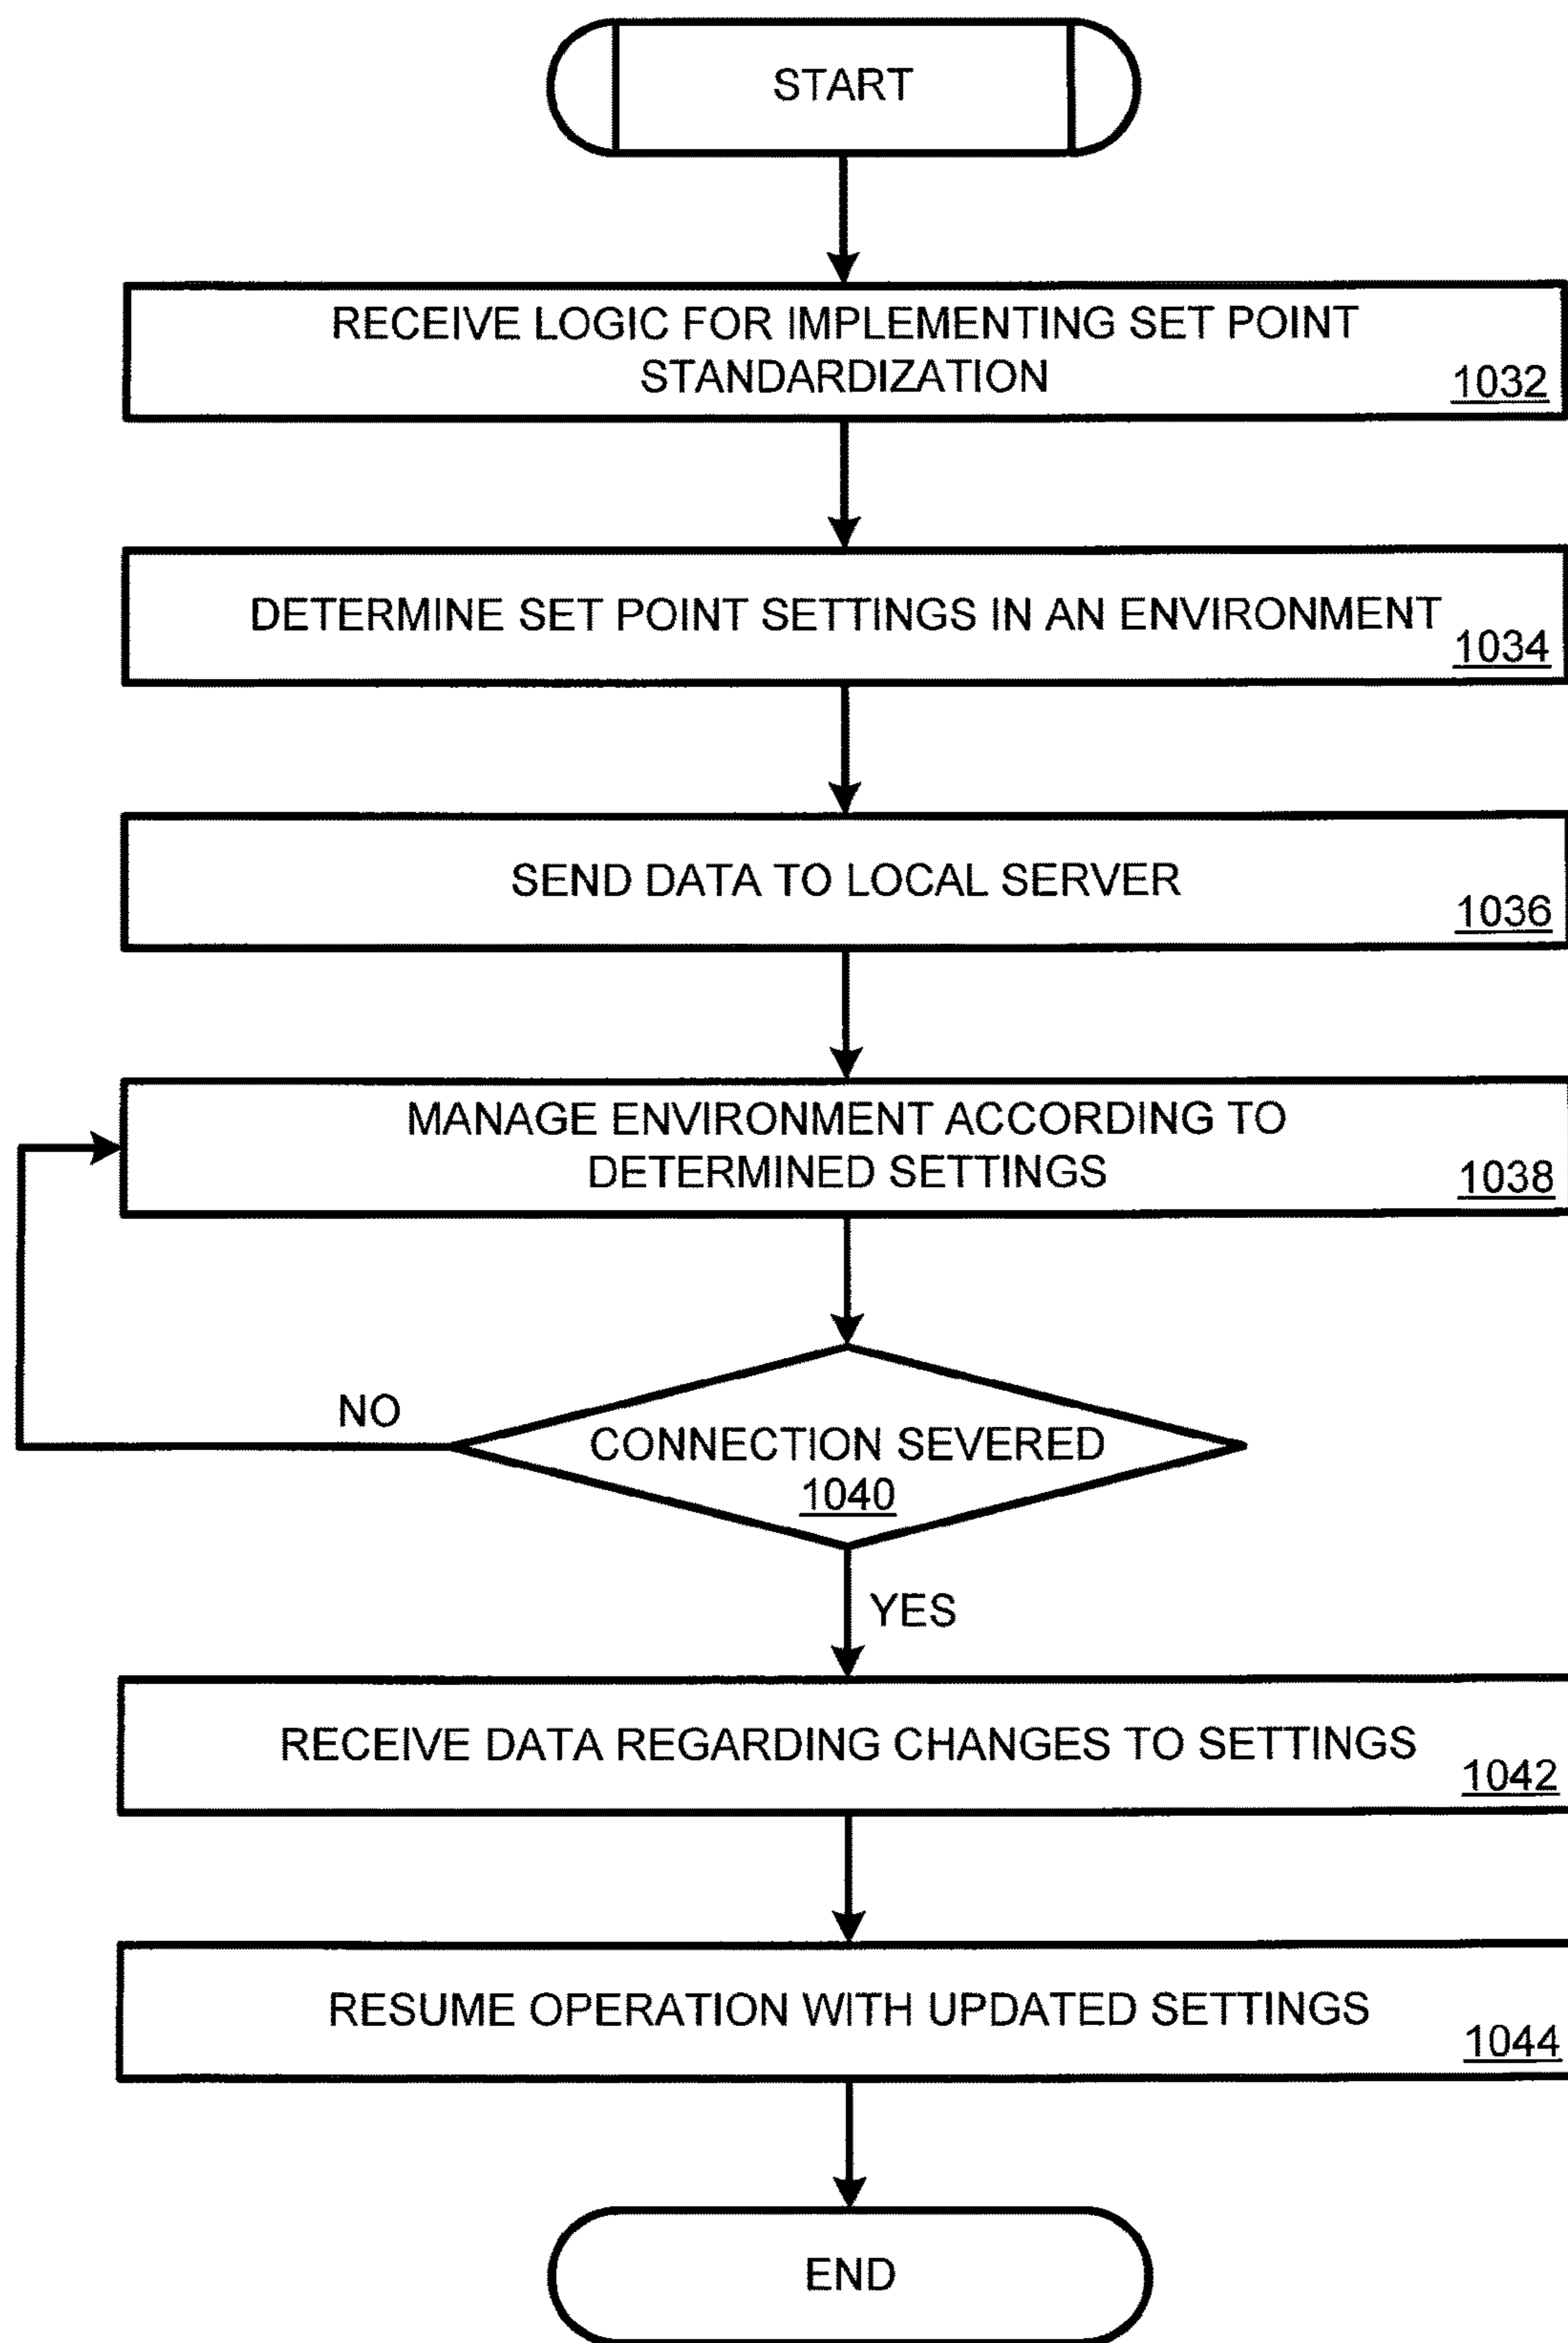 START
RECEIVE LOGIC FOR IMPLEMENTING SET POINT
STANDARDIZATION
1032
DETERMINE SET POINT SETTINGS IN AN ENVIRONMENT
1034
SEND DATA TO LOCAL SERVER
1036
MANAGE ENVIRONMENT ACCORDING TO
DETERMINED SETTINGS
1038
NO
CONNECTION SEVERED
1040
YES
RECEIVE DATA REGARDING CHANGES TO SETTINGS
1042
RESUME OPERATION WITH UPDATED SETTINGS
1044
END